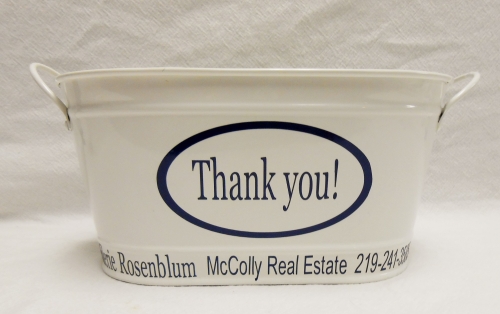 Thank you!
Rosenblum McColly Real Estate 219-241-